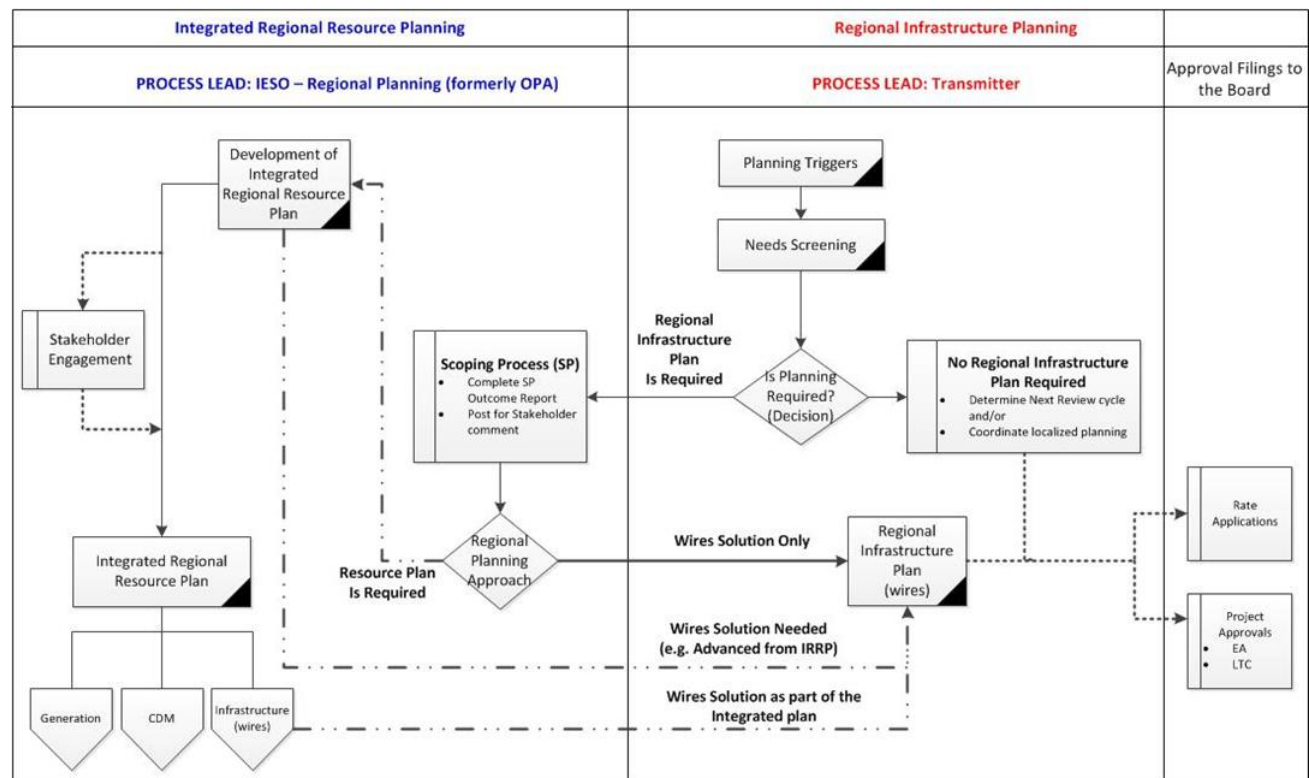 Integrated Regional Resource Planning
Regional Infrastructure Planning
PROCESS LEAD: IESO – Regional Planning (formerly OPA)
PROCESS LEAD: Transmitter
Approval Filings to
the Board
Development of
Integrated
Regional Resource
Plan
Planning Triggers
Needs Screening
Stakeholder
Engagement
Regional
Infrastructure
Plan
Is Required
Scoping Process (SP)
• Complete SP
Outcome Report
• Post for Stakeholder
comment
Is Planning
Required?
(Decision)
No Regional Infrastructure
Plan Required
• Determine Next Review cycle
and/or
• Coordinate localized planning
Rate
Applications
Integrated Regional
Resource Plan
Resource Plan
Is Required
Regional
Planning
Approach
Wires Solution Only
Regional
Infrastructure
Plan
(wires)
Project
Approvals
• EA
• LTC
Wires Solution Needed
(e.g. Advanced from IRRP)
Wires Solution as part of the
Integrated plan
Generation
CDM
Infrastructure
(wires)